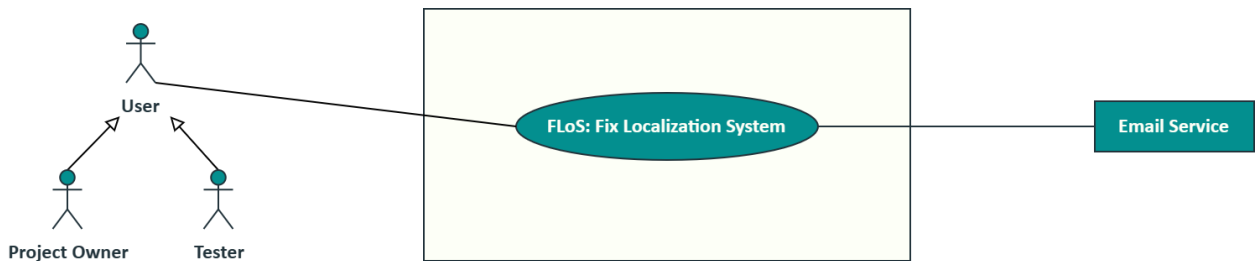 User
FLoS: Fix Localization System
Email Service
Project Owner
Tester